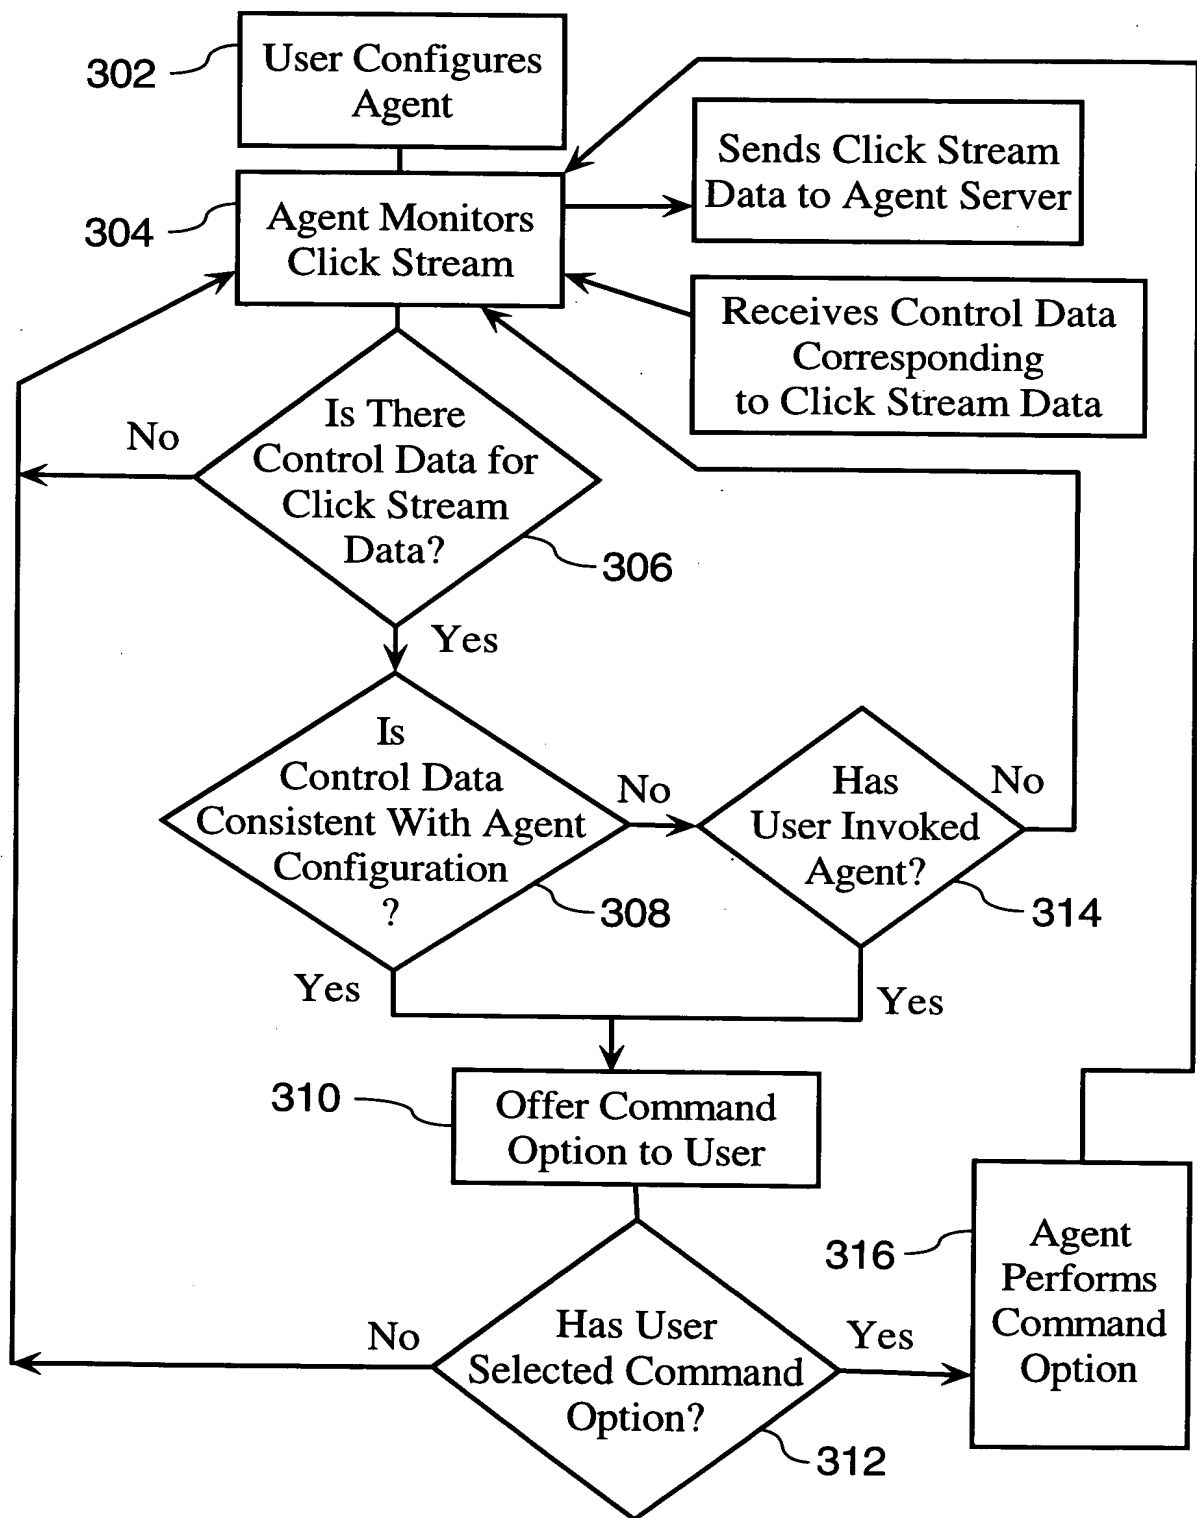 302
User Configures
Agent
304
Agent Monitors
Click Stream
Sends Click Stream
Data to Agent Server
Receives Control Data
Corresponding
to Click Stream Data
No
Is There
Control Data for
Click Stream
Data?
306
Yes
Is
Control Data
Consistent With Agent
Configuration
?
308
No
Has
User Invoked
Agent?
No
314
Yes
Yes
310
Offer Command
Option to User
316
Agent
Performs
Command
Option
No
Has User
Selected Command
Option?
Yes
312